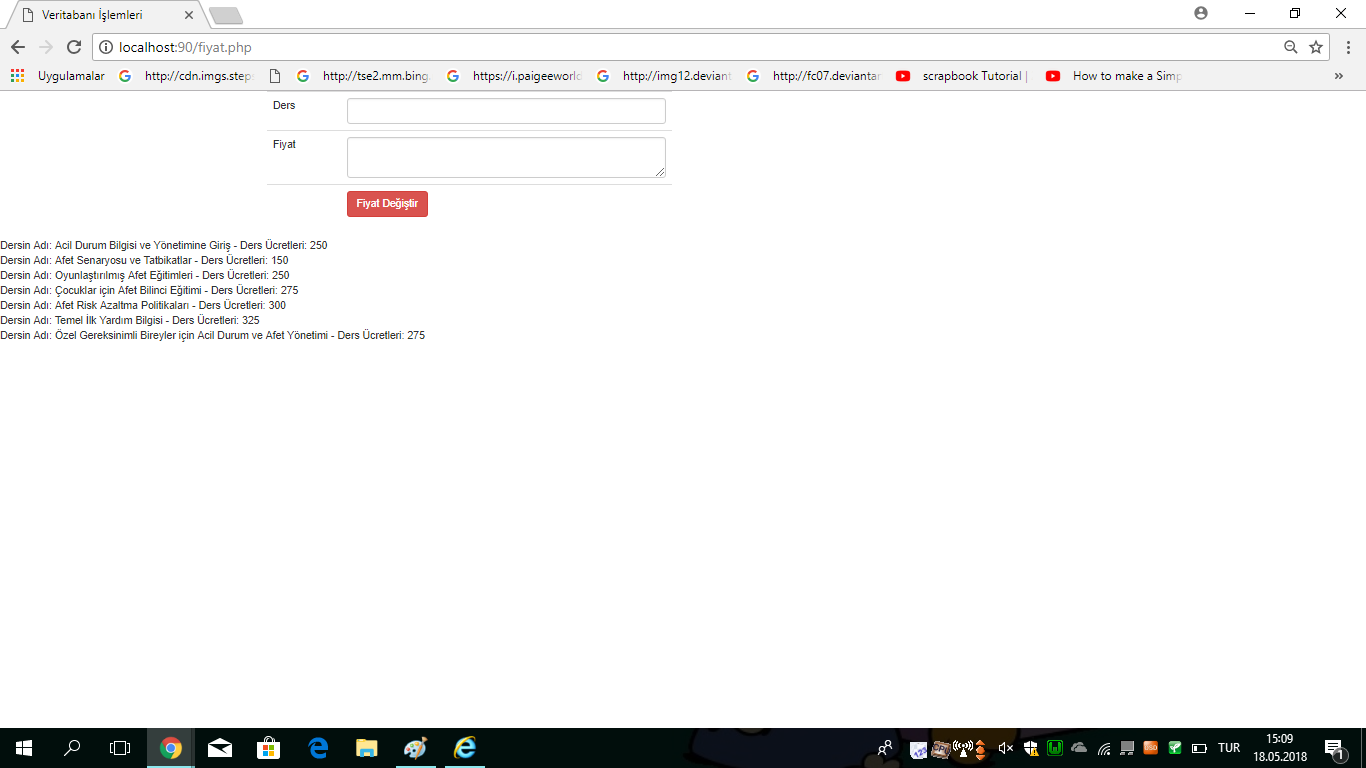 Veritabanı İşlemleri
localhost:90/fiyat.php
Uygulamalar http://cdn.imgs.steps http://tse2.mm.bing. https://i.paigeeworld http://img12.deviant http://fc07.deviantar scrapbook Tutorial | How to make a Simp »
Ders
Fiyat
Fiyat Değiştir
Dersin Adı: Acil Durum Bilgisi ve Yönetimine Giriş - Ders Ücretleri: 250
Dersin Adı: Afet Senaryosu ve Tatbikatlar - Ders Ücretleri: 150
Dersin Adı: Oyunlaştırılmış Afet Eğitimleri - Ders Ücretleri: 250
Dersin Adı: Çocuklar için Afet Bilinci Eğitimi - Ders Ücretleri: 275
Dersin Adı: Afet Risk Azaltma Politikaları - Ders Ücretleri: 300
Dersin Adı: Temel İlk Yardım Bilgisi - Ders Ücretleri: 325
Dersin Adı: Özel Gereksinimli Bireyler için Acil Durum ve Afet Yönetimi - Ders Ücretleri: 275
TUR
15:09
18.05.2018
1